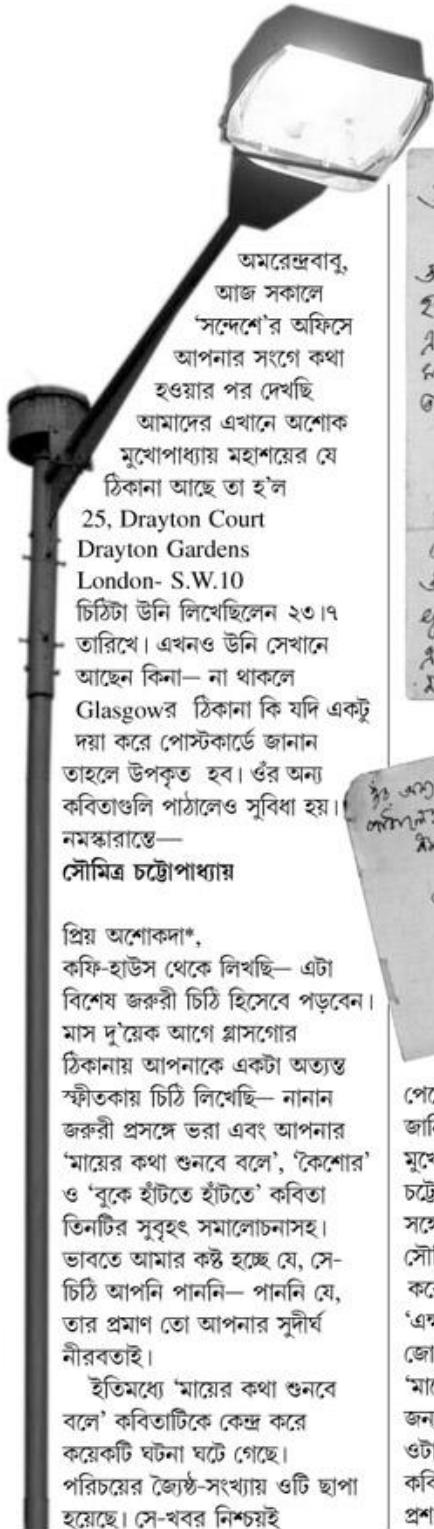 অমরেন্দ্রবাবু,
আজ সকালে
‘সন্দেশে’র অফিসে
আপনার সংগে কথা
হওয়ার পর দেখছি
আমাদের এখানে অশোক
মুখোপাধ্যায় মহাশয়ের যে
ঠিকানা আছে তা হ’ল
25, Drayton Court
Drayton Gardens
London- S.W.10
চিঠিটা উনি লিখেছিলেন ২৩।৭
তারিখে। এখনও উনি সেখানে
আছেন কিনা— না থাকলে
Glasgowর ঠিকানা কি যদি একটু
দয়া করে পোস্টকার্ডে জানান
তাহলে উপকৃত হব। ওঁর অন্য
কবিতাগুলি পাঠালেও সুবিধা হয়।
নমস্কারান্তে—
সৌমিত্র চট্টোপাধ্যায়
প্রিয় অশোকদা*,
কফি-হাউস থেকে লিখছি— এটা
বিশেষ জরুরী চিঠি হিসেবে পড়বেন।
মাস দু’য়েক আগে গ্লাসগোর
ঠিকানায় আপনাকে একটা অত্যন্ত
স্ফীতকায় চিঠি লিখেছি— নানান
জরুরী প্রসঙ্গে ভরা এবং আপনার
‘মায়ের কথা শুনবে বলে’, ‘কৈশোর’
ও ‘বুকে হাঁটতে হাঁটতে’ কবিতা
তিনটির সুবৃহৎ সমালোচনাসহ।
ভাবতে আমার কষ্ট হচ্ছে যে, সে-
চিঠি আপনি পাননি— পাননি যে,
তার প্রমাণ তো আপনার সুদীর্ঘ
নীরবতাই।
ইতিমধ্যে ‘মায়ের কথা শুনবে
বলে’ কবিতাটিকে কেন্দ্র করে
কয়েকটি ঘটনা ঘটে গেছে।
পরিচয়ের জ্যৈষ্ঠ-সংখ্যায় ওটি ছাপা
হয়েছে। সে-খবর নিশ্চয়ই